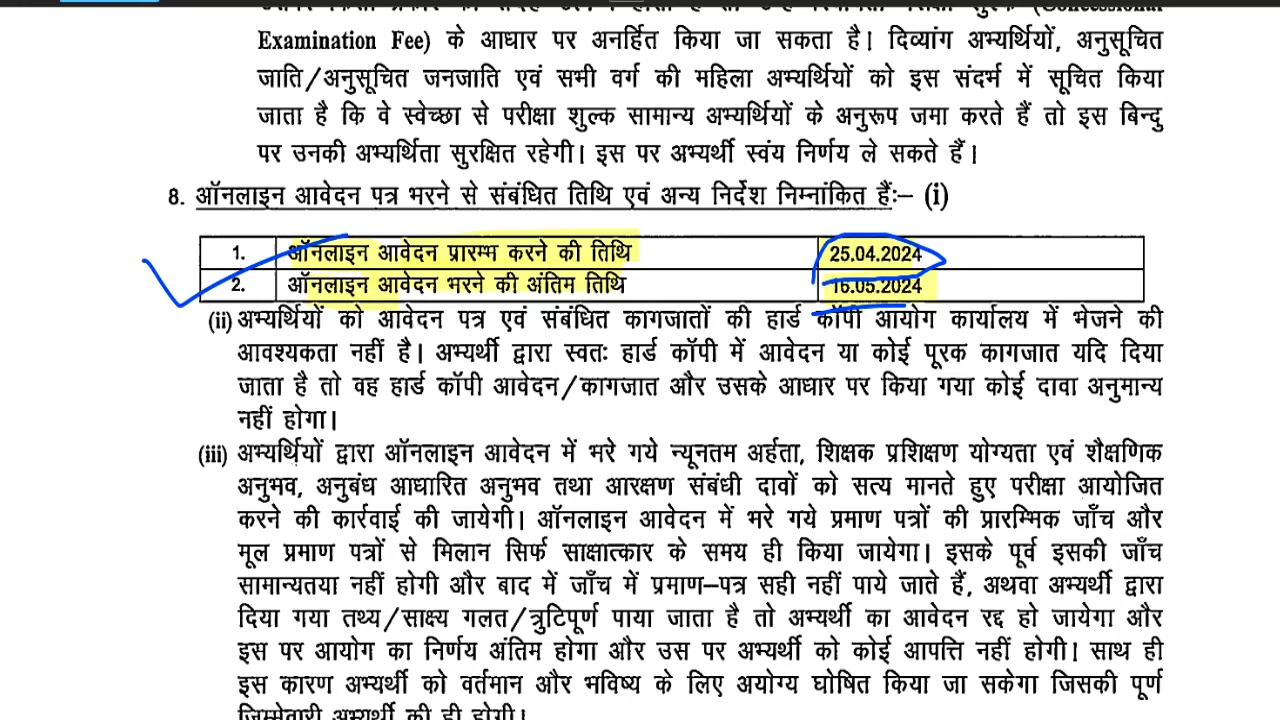 (Concessional
Examination Fee) के आधार पर अनर्हित किया जा सकता है। दिव्यांग अभ्यर्थियों, अनुसूचित
जाति/अनुसूचित जनजाति एवं सभी वर्ग की महिला अभ्यर्थियों को इस संदर्भ में सूचित किया
जाता है कि वे स्वेच्छा से परीक्षा शुल्क सामान्य अभ्यर्थियों के अनुरूप जमा करते हैं तो इस बिन्दु
पर उनकी अभ्यर्थिता सुरक्षित रहेगी। इस पर अभ्यर्थी स्वंय निर्णय ले सकते हैं।
8. ऑनलाइन आवेदन पत्र भरने से संबंधित तिथि एवं अन्य निर्देश निम्नांकित हैंः– (i)
1. ऑनलाइन आवेदन प्रारम्भ करने की तिथि 25.04.2024
2. ऑनलाइन आवेदन भरने की अंतिम तिथि 16.05.2024
(ii) अभ्यर्थियों को आवेदन पत्र एवं संबंधित कागजातों की हार्ड कॉपी आयोग कार्यालय में भेजने की
आवश्यकता नहीं है। अभ्यर्थी द्वारा स्वतः हार्ड कॉपी में आवेदन या कोई पूरक कागजात यदि दिया
जाता है तो वह हार्ड कॉपी आवेदन/कागजात और उसके आधार पर किया गया कोई दावा अनुमान्य
नहीं होगा।
(iii) अभ्यर्थियों द्वारा ऑनलाइन आवेदन में भरे गये न्यूनतम अर्हता, शिक्षक प्रशिक्षण योग्यता एवं शैक्षणिक
अनुभव, अनुबंध आधारित अनुभव तथा आरक्षण संबंधी दावों को सत्य मानते हुए परीक्षा आयोजित
करने की कार्रवाई की जायेगी। ऑनलाइन आवेदन में भरे गये प्रमाण पत्रों की प्रारम्भिक जाँच और
मूल प्रमाण पत्रों से मिलान सिर्फ साक्षात्कार के समय ही किया जायेगा। इसके पूर्व इसकी जाँच
सामान्यतया नहीं होगी और बाद में जाँच में प्रमाण–पत्र सही नहीं पाये जाते हैं, अथवा अभ्यर्थी द्वारा
दिया गया तथ्य/साक्ष्य गलत/त्रुटिपूर्ण पाया जाता है तो अभ्यर्थी का आवेदन रद्द हो जायेगा और
इस पर आयोग का निर्णय अंतिम होगा और उस पर अभ्यर्थी को कोई आपत्ति नहीं होगी। साथ ही
इस कारण अभ्यर्थी को वर्तमान और भविष्य के लिए अयोग्य घोषित किया जा सकेगा जिसकी पूर्ण
जिम्मेवारी अभ्यर्थी की ही होगी।